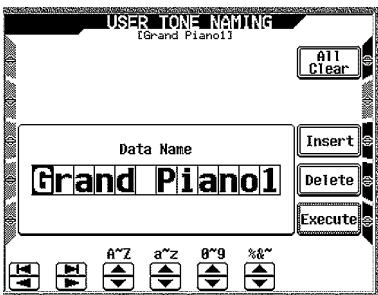 USER TONE NAMING
[Grand Piano1]
All
Clear
Data Name
Grand Piano1
Insert
Delete
Execute
A~Z a~z 0~9 %&~